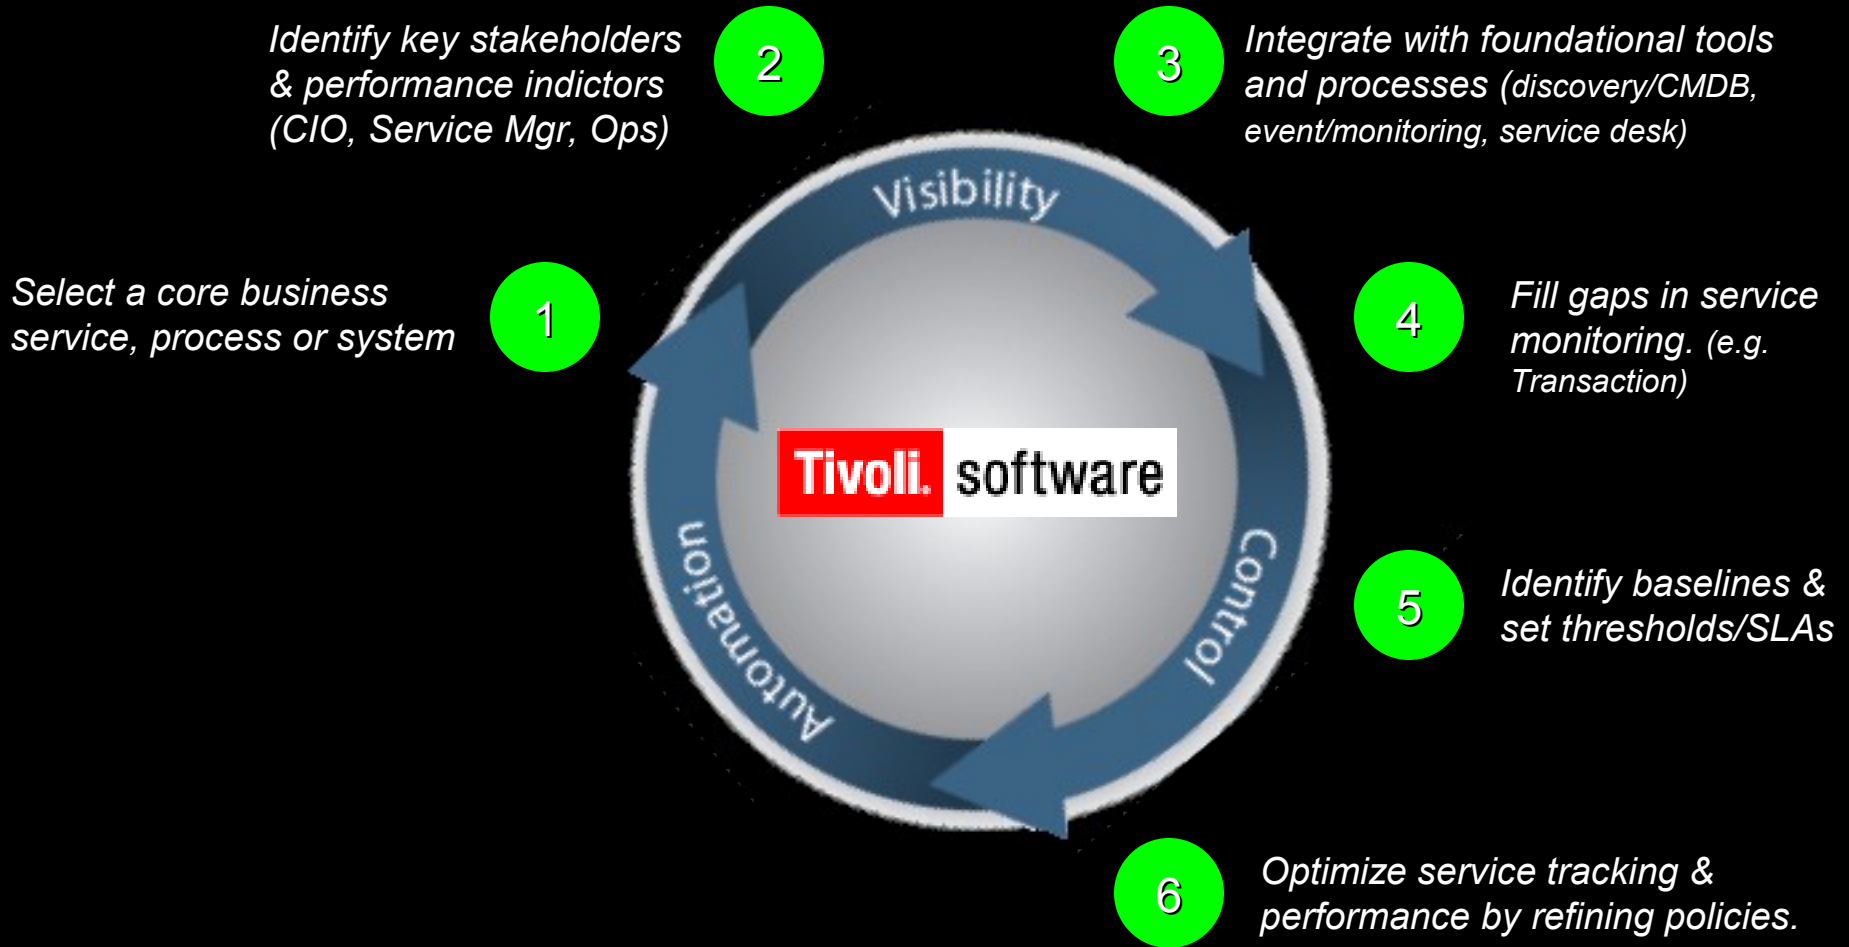 Identify key stakeholders
& performance indictors
(CIO, Service Mgr, Ops)
2
3
Integrate with foundational tools
and processes (discovery/CMDB,
event/monitoring, service desk)
Visibility
Select a core business
service, process or system
1
4
Fill gaps in service
monitoring. (e.g.
Transaction)
Tivoli. software
Automation
Control
5
Identify baselines &
set thresholds/SLAs
6
Optimize service tracking &
performance by refining policies.